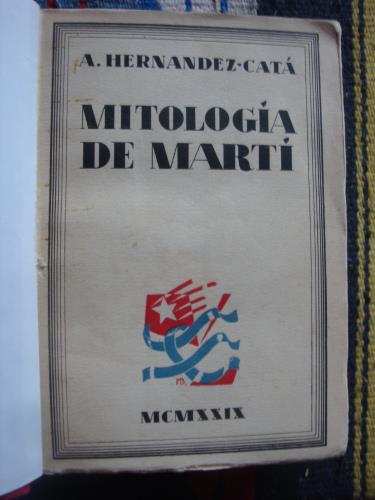 A. HERNANDEZ-CATÁ
MITOLOGÍA
DE MARTÍ
MCMXXIX